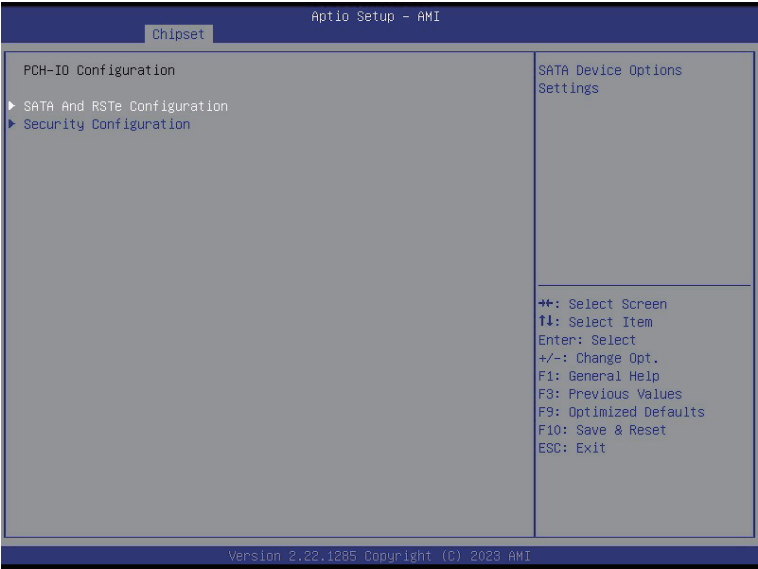 Aptio Setup – AMI
Chipset
PCH-IO Configuration
SATA And RSTe Configuration
Security Configuration
SATA Device Options
Settings
→←: Select Screen
↑↓: Select Item
Enter: Select
+/-: Change Opt.
F1: General Help
F3: Previous Values
F9: Optimized Defaults
F10: Save & Reset
ESC: Exit
Version 2.22.1285 Copyright (C) 2023 AMI